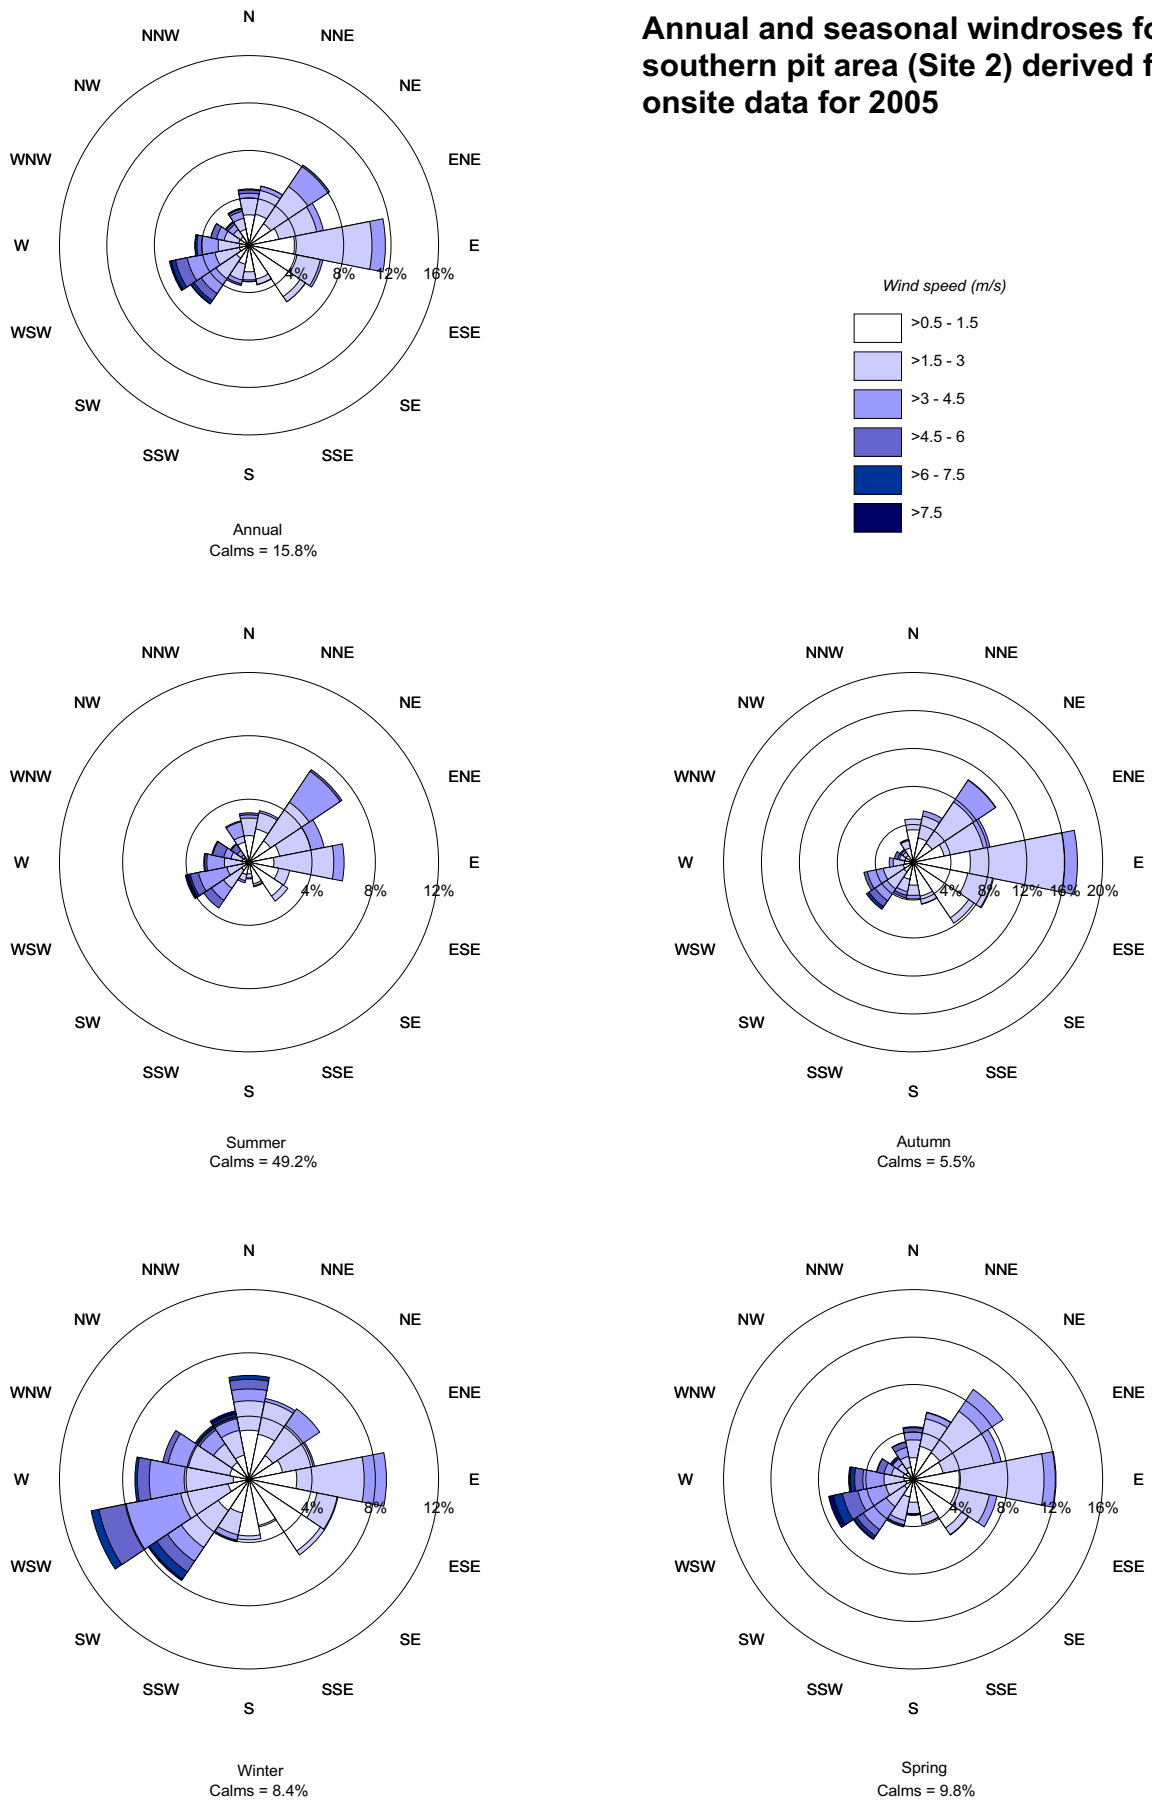 Annual and seasonal windroses fo
southern pit area (Site 2) derived f
onsite data for 2005
N
NNW NNE
NW NE
WNW ENE
W E
4% 8% 12% 16%
WSW ESE
SW SE
SSW SSE
S
Annual
Calms = 15.8%
Wind speed (m/s)
>0.5 - 1.5
>1.5 - 3
>3 - 4.5
>4.5 - 6
>6 - 7.5
>7.5
N
NNW NNE
NW NE
WNW ENE
W E
4% 8% 12%
WSW ESE
SW SE
SSW SSE
S
Summer
Calms = 49.2%
N
NNW NNE
NW NE
WNW ENE
W E
4% 8% 12% 16% 20%
WSW ESE
SW SE
SSW SSE
S
Autumn
Calms = 5.5%
N
NNW NNE
NW NE
WNW ENE
W E
4% 8% 12%
WSW ESE
SW SE
SSW SSE
S
Winter
Calms = 8.4%
N
NNW NNE
NW NE
WNW ENE
W E
4% 8% 12% 16%
WSW ESE
SW SE
SSW SSE
S
Spring
Calms = 9.8%